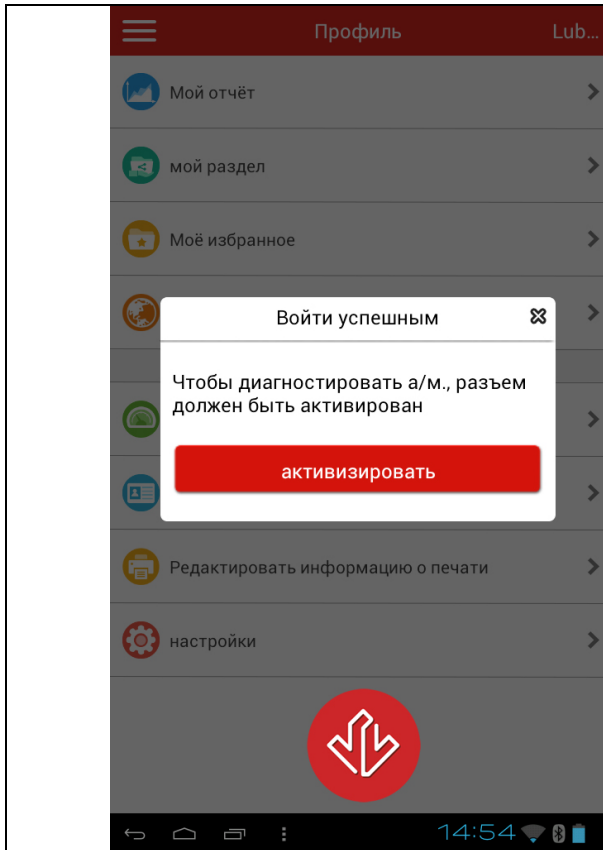 Профиль
Lub...
Мой отчёт
мой раздел
Моё избранное
Войти успешным
Чтобы диагностировать а/м., разъем
должен быть активирован
активизировать
Редактировать информацию о печати
настройки
14:54